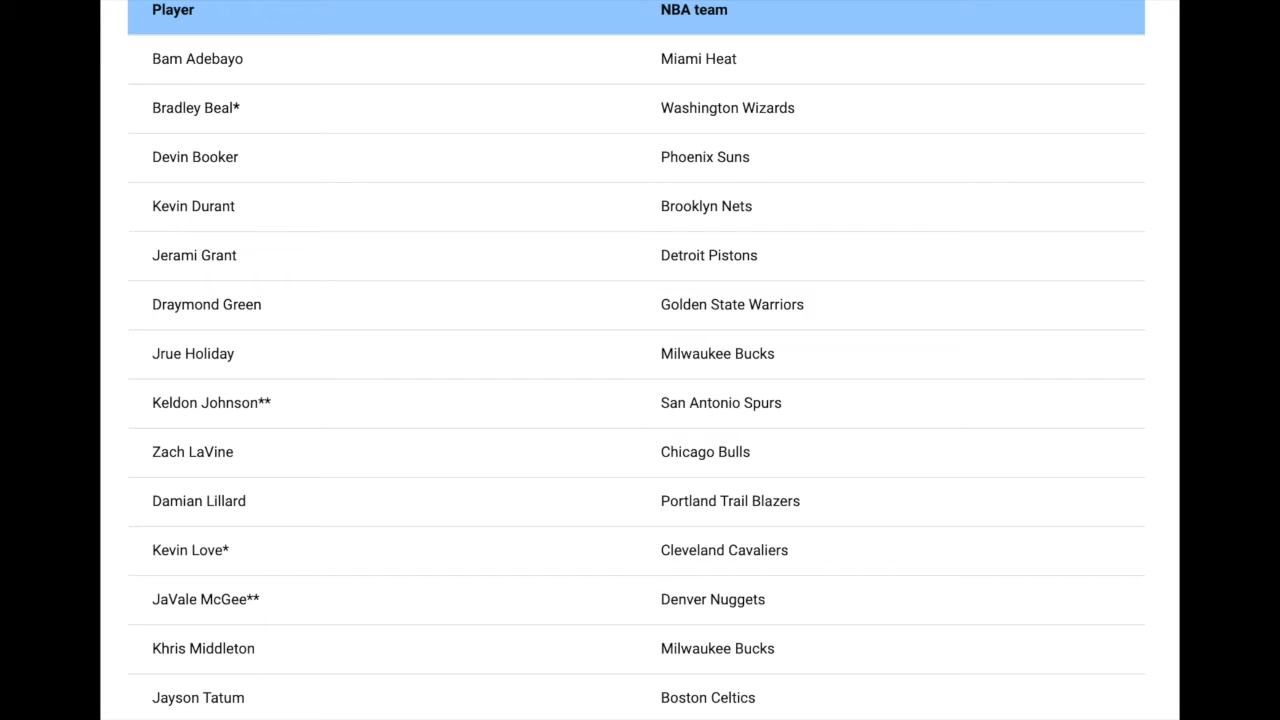 Player NBA team
Bam Adebayo Miami Heat
Bradley Beal* Washington Wizards
Devin Booker Phoenix Suns
Kevin Durant Brooklyn Nets
Jerami Grant Detroit Pistons
Draymond Green Golden State Warriors
Jrue Holiday Milwaukee Bucks
Keldon Johnson** San Antonio Spurs
Zach LaVine Chicago Bulls
Damian Lillard Portland Trail Blazers
Kevin Love* Cleveland Cavaliers
JaVale McGee** Denver Nuggets
Khris Middleton Milwaukee Bucks
Jayson Tatum Boston Celtics